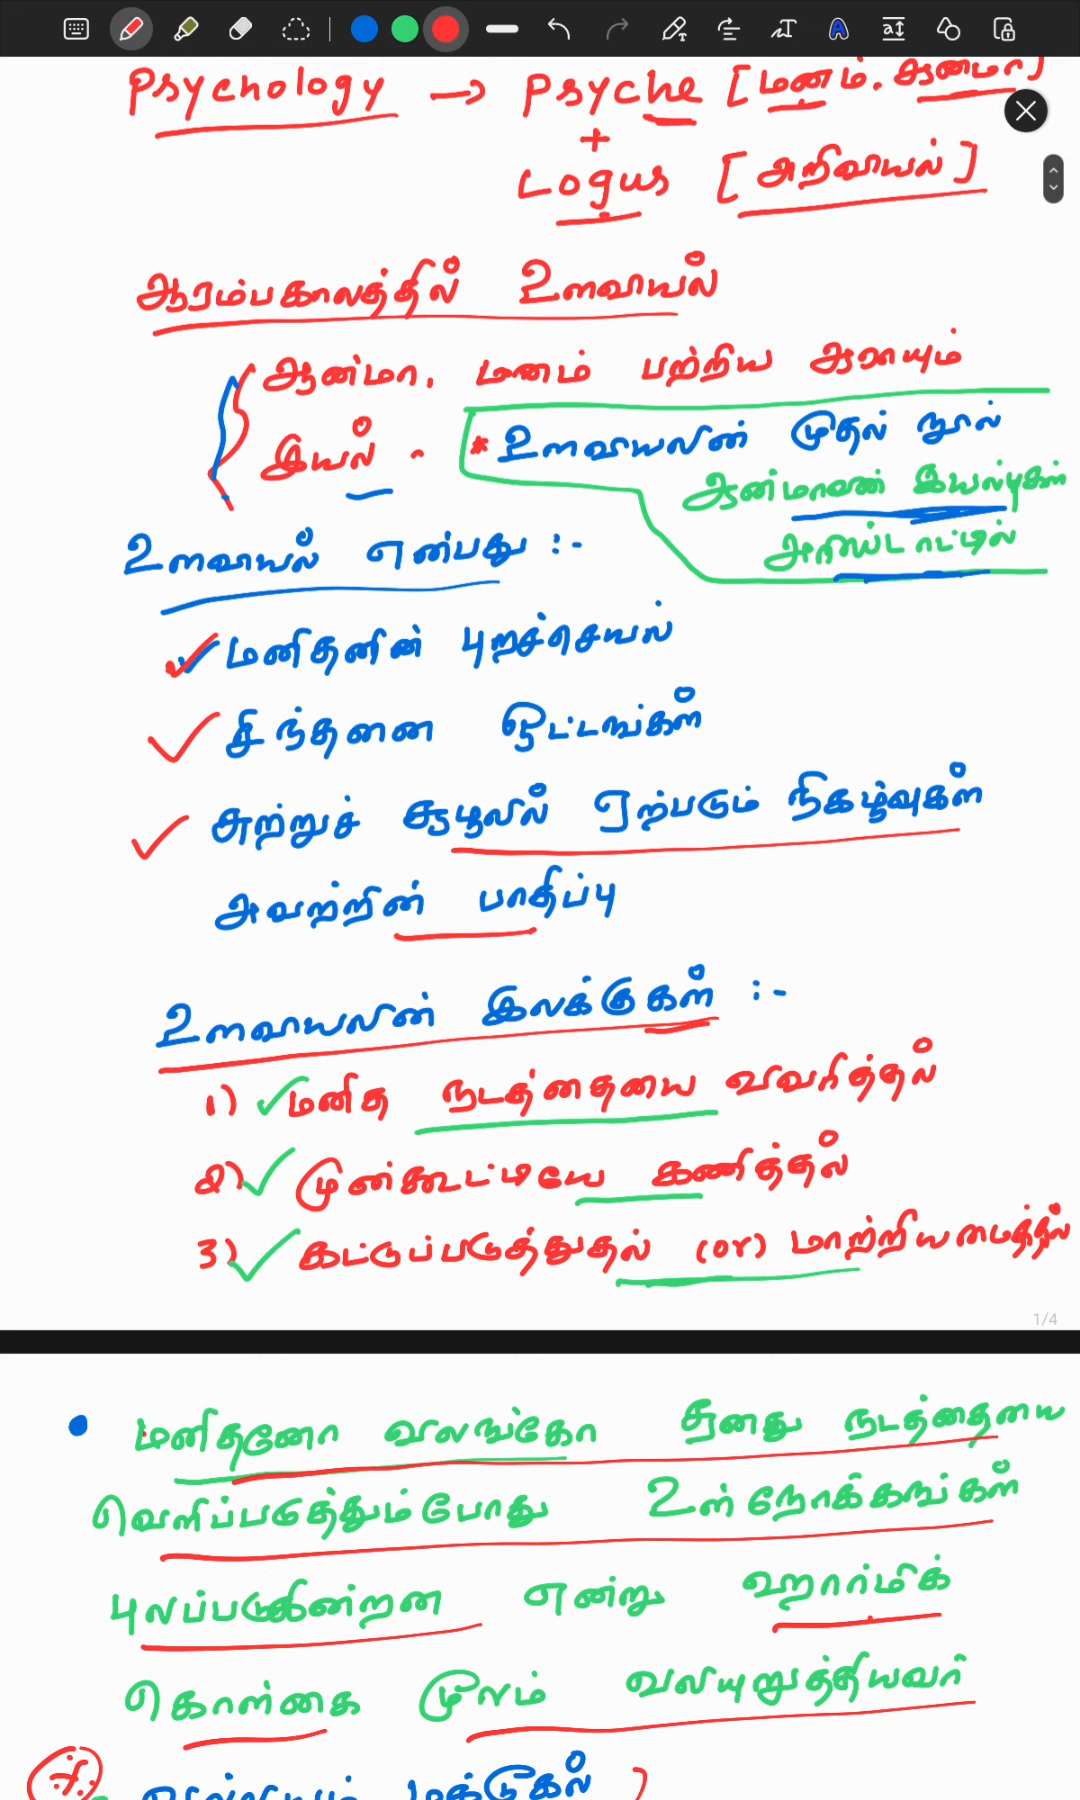 Psychology → Psyche [மனம், ஆன்மா]
+
Logus [அறிவியல்]
ஆரம்பகாலத்தில் உளவியல்
ஆன்மா, மனம் பற்றிய ஆராயும்
இயல்.
* உளவியலின் முதல் நூல்
ஆன்மாவின் இயல்புகள்
அரிஸ்டாட்டில்
உளவியல் என்பது :-
மனிதனின் புறச்செயல்
சிந்தனை ஓட்டங்கள்
சுற்றுச் சூழலில் ஏற்படும் நிகழ்வுகள்
அவற்றின் பாதிப்பு
உளவியலின் இலக்குகள் :-
1) மனித நடத்தையை விவரித்தல்
2) முன்கூட்டியே கணித்தல்
3) கட்டுப்படுத்துதல் (or) மாற்றியமைத்தல்
1/4
மனிதனோ விலங்கோ தனது நடத்தையை
வெளிப்படுத்தும்போது உள்நோக்கங்கள்
புலப்படுகின்றன என்று ஹார்மிக்
கொள்கை மூலம் வலியுறுத்தியவர்